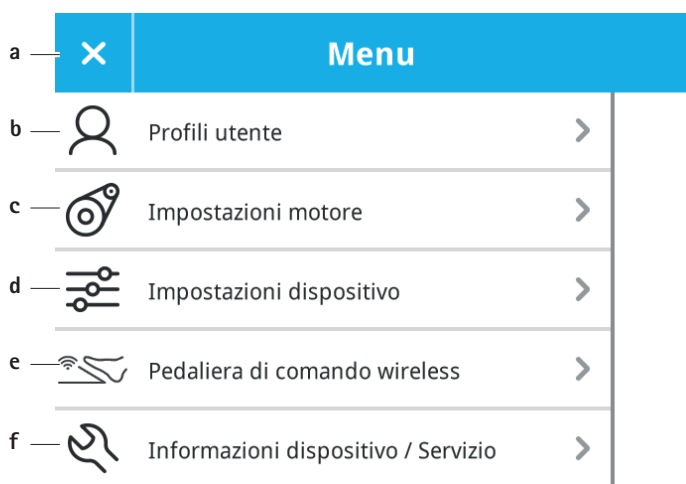 a Menu
b Profili utente
c Impostazioni motore
d Impostazioni dispositivo
e Pedaliera di comando wireless
f Informazioni dispositivo / Servizio